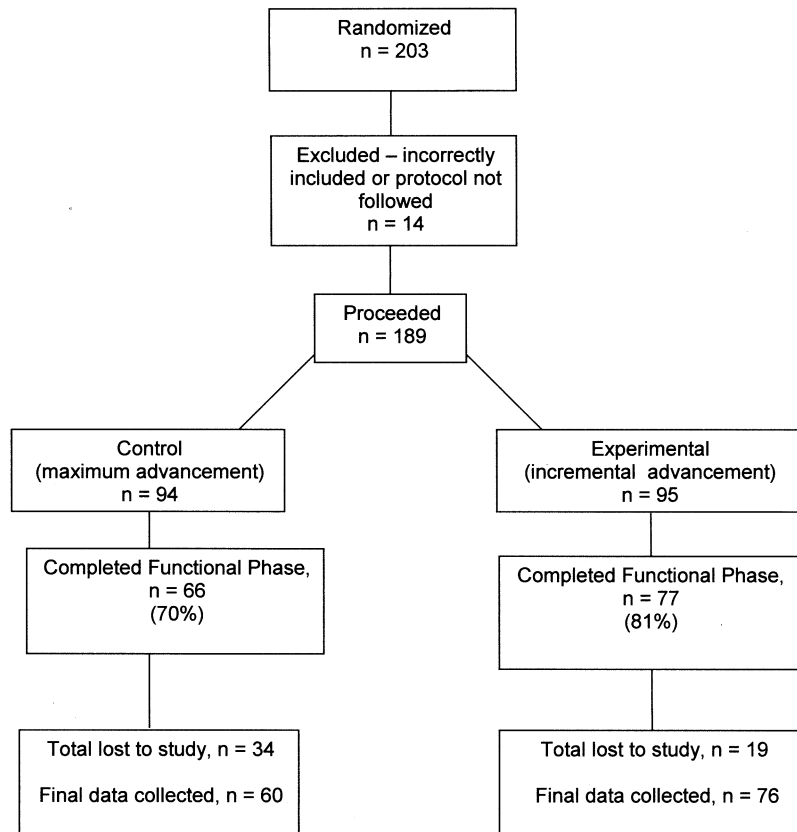 Randomized
n = 203
Excluded – incorrectly
included or protocol not
followed
n = 14
Proceeded
n = 189
Control
(maximum advancement)
n = 94
Experimental
(incremental advancement)
n = 95
Completed Functional Phase,
n = 66
(70%)
Completed Functional Phase,
n = 77
(81%)
Total lost to study, n = 34
Final data collected, n = 60
Total lost to study, n = 19
Final data collected, n = 76